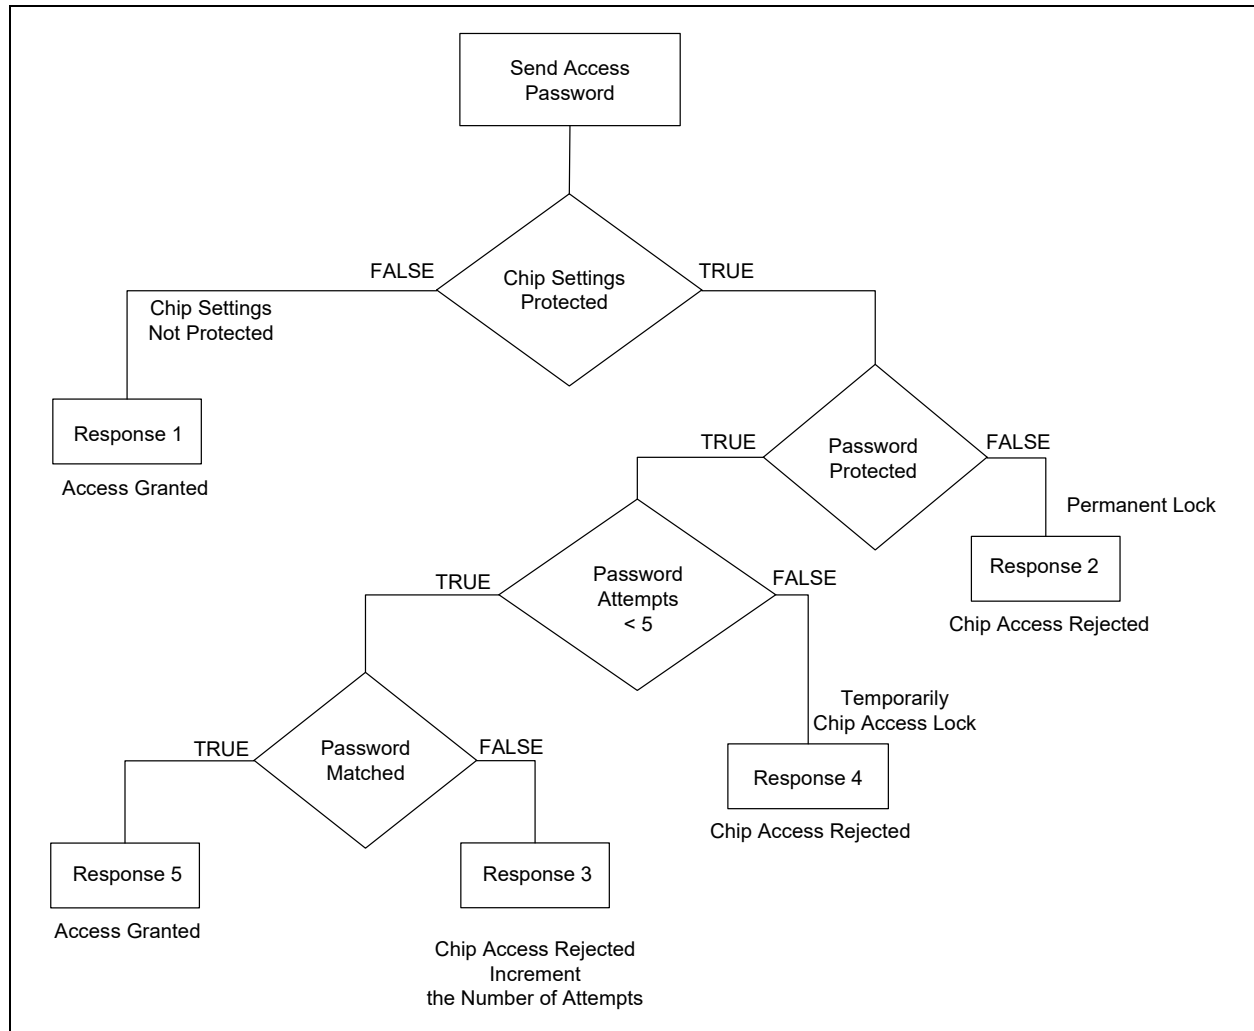 Send Access
Password
FALSE
TRUE
Chip Settings
Protected
Chip Settings
Not Protected
Response 1
Access Granted
TRUE
FALSE
Password
Protected
Permanent Lock
Response 2
Chip Access Rejected
TRUE
FALSE
Password
Attempts
< 5
Temporarily
Chip Access Lock
Response 4
Chip Access Rejected
TRUE
FALSE
Password
Matched
Response 5
Access Granted
Response 3
Chip Access Rejected
Increment
the Number of Attempts